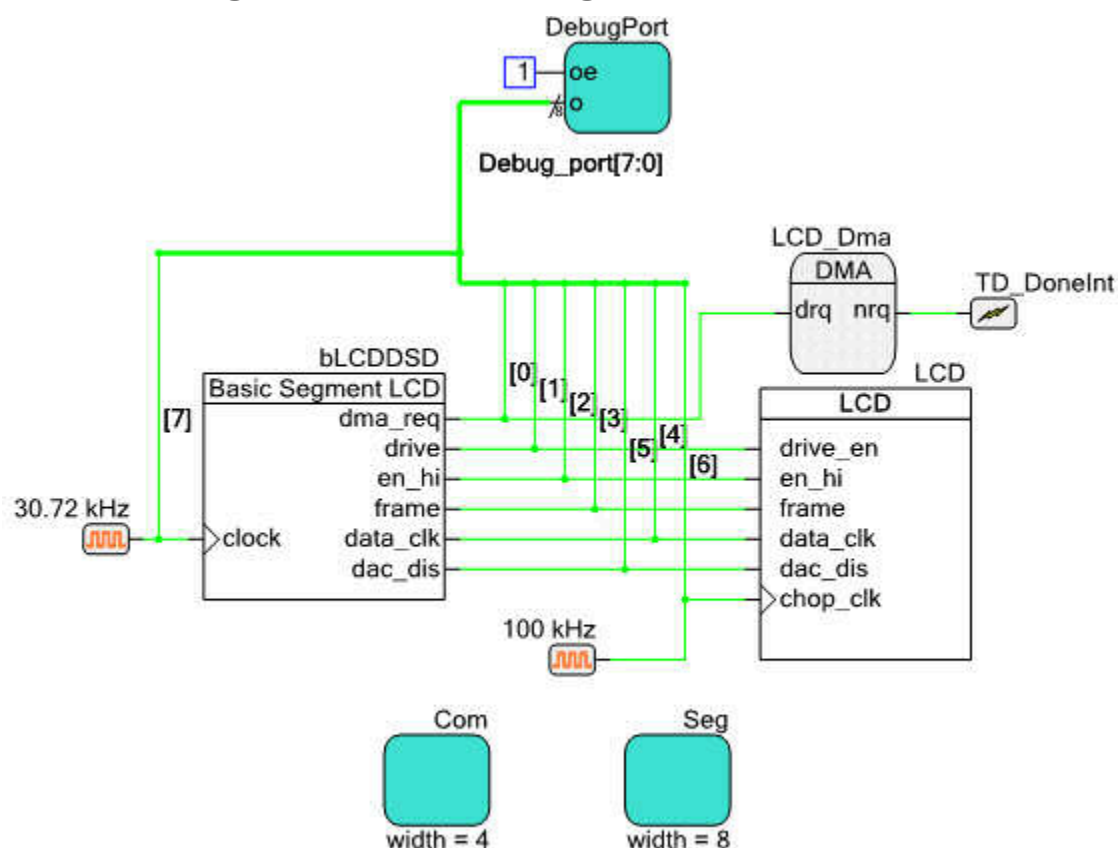 DebugPort
1
oe
o
8
Debug_port[7:0]
LCD_Dma
DMA
drq nrq
TD_DoneInt
bLCDDSD
Basic Segment LCD
dma_req
drive
en_hi
frame
data_clk
dac_dis
clock
[7]
30.72 kHz
[0]
[1]
[2]
[3]
[5]
[4]
[6]
LCD
LCD
drive_en
en_hi
frame
data_clk
dac_dis
chop_clk
100 kHz
Com
width = 4
Seg
width = 8